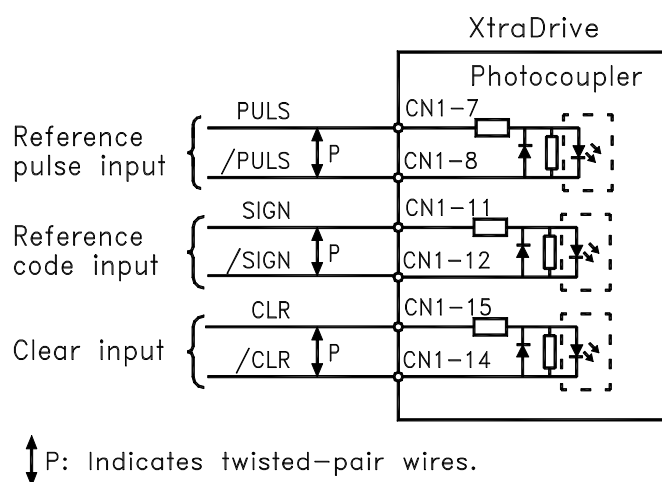 XtraDrive
Photocoupler
Reference
pulse input
PULS
/PULS
P
CN1-7
CN1-8
Reference
code input
SIGN
/SIGN
P
CN1-11
CN1-12
Clear input
CLR
/CLR
P
CN1-15
CN1-14
P: Indicates twisted-pair wires.